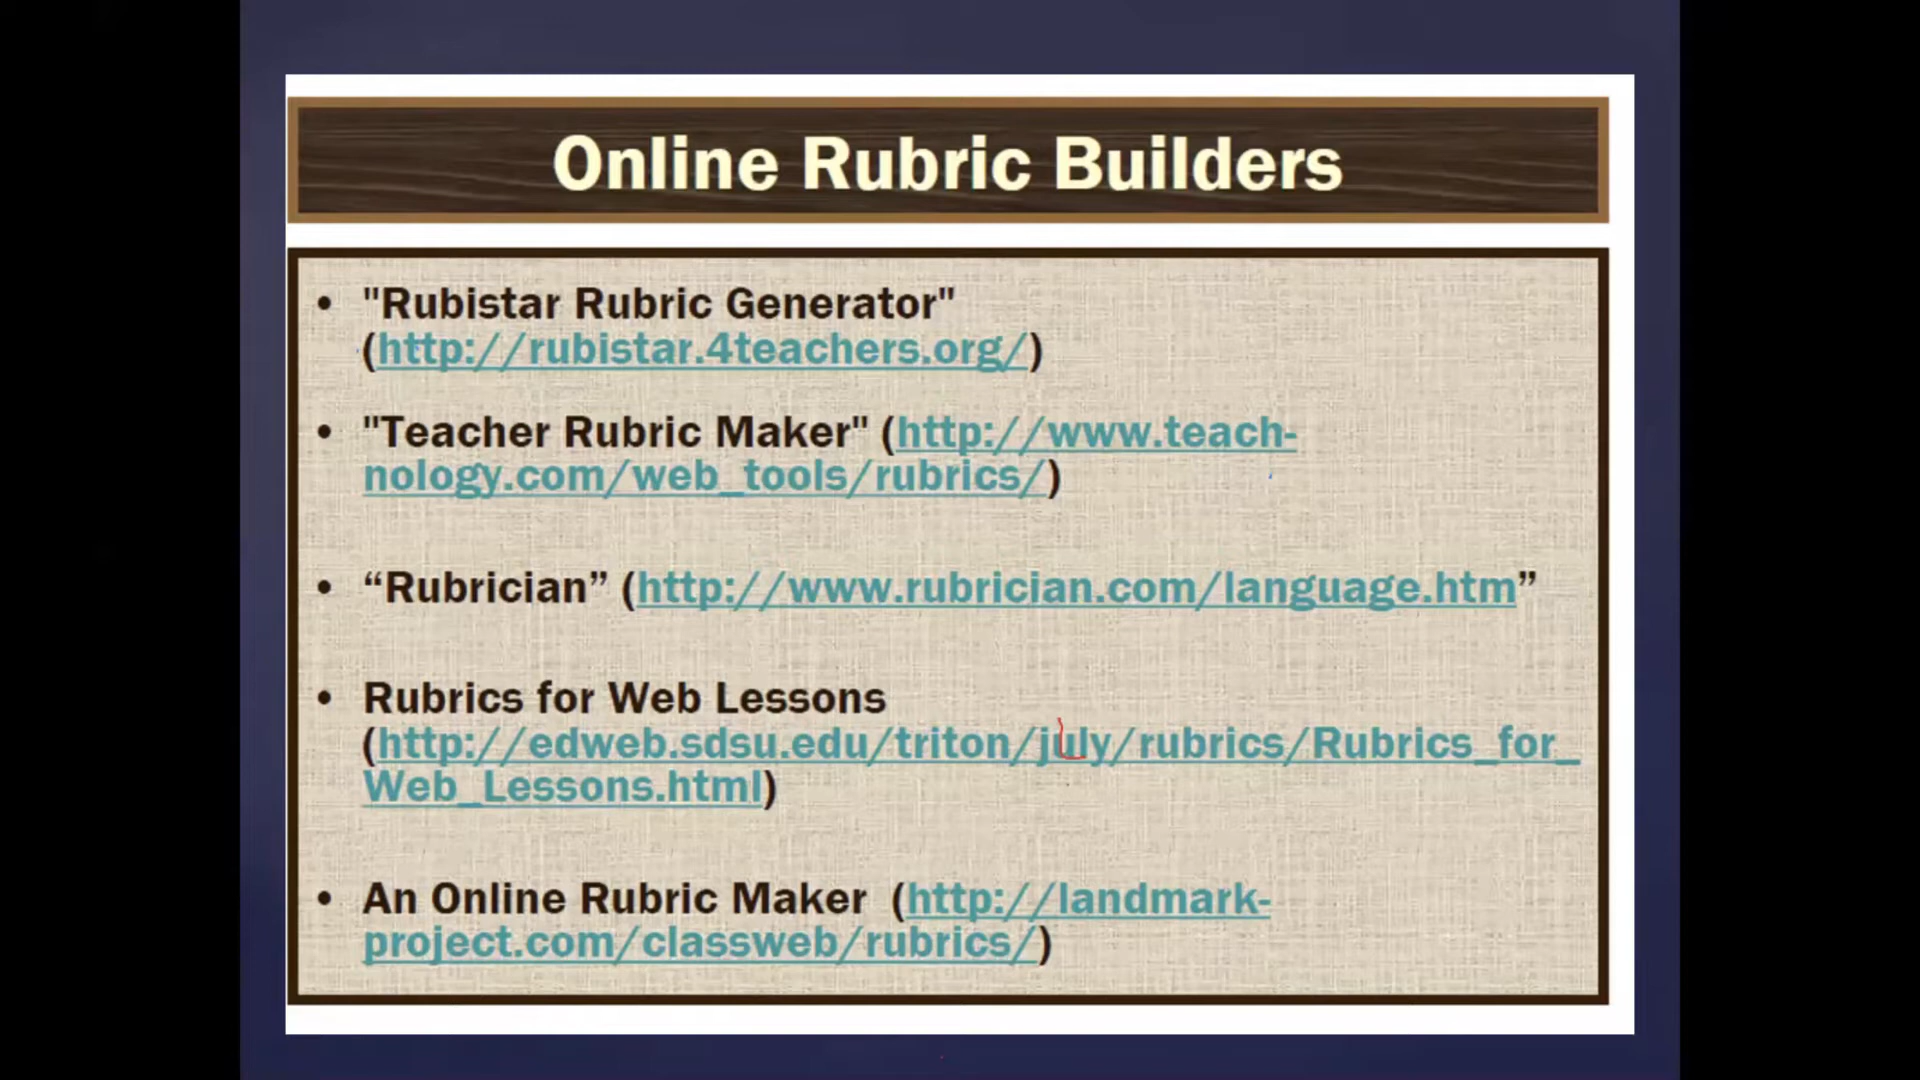 Online Rubric Builders
• "Rubistar Rubric Generator"
(http://rubistar.4teachers.org/)
• "Teacher Rubric Maker" (http://www.teach-
nology.com/web_tools/rubrics/)
• “Rubrician” (http://www.rubrician.com/language.htm”
• Rubrics for Web Lessons
(http://edweb.sdsu.edu/triton/july/rubrics/Rubrics_for_
Web_Lessons.html)
• An Online Rubric Maker (http://landmark-
project.com/classweb/rubrics/)